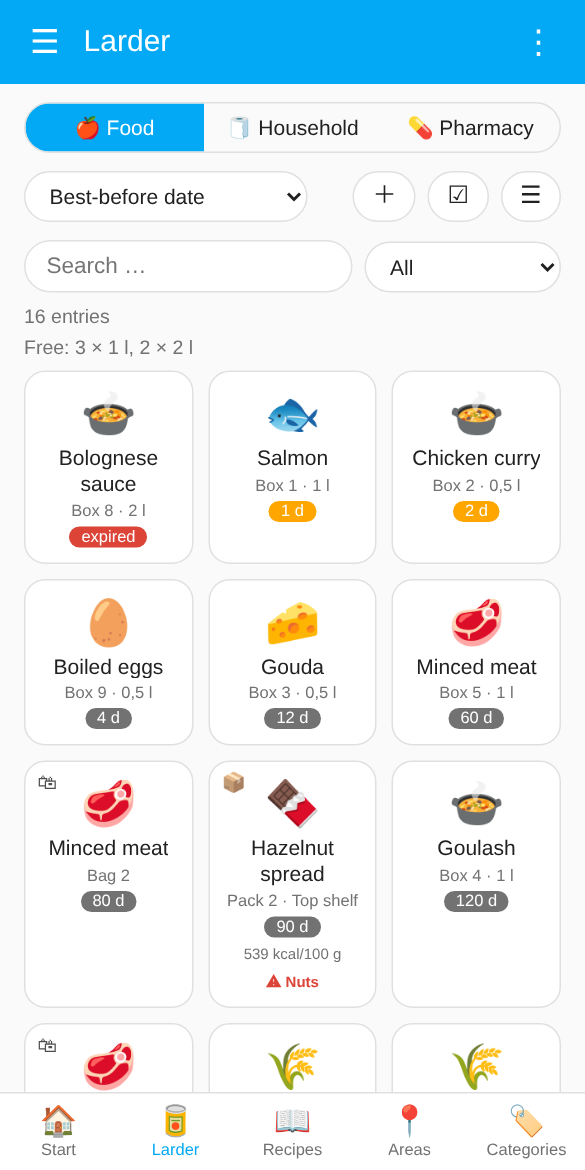 Larder
Food
Household
Pharmacy
Best-before date
Search …
All
16 entries
Free: 3 × 1 l, 2 × 2 l
Bolognese
sauce
Box 8 · 2 l
expired
Salmon
Box 1 · 1 l
1 d
Chicken curry
Box 2 · 0,5 l
2 d
Boiled eggs
Box 9 · 0,5 l
4 d
Gouda
Box 3 · 0,5 l
12 d
Minced meat
Box 5 · 1 l
60 d
Minced meat
Bag 2
80 d
Hazelnut
spread
Pack 2 · Top shelf
90 d
539 kcal/100 g
Nuts
Goulash
Box 4 · 1 l
120 d
Start
Larder
Recipes
Areas
Categories